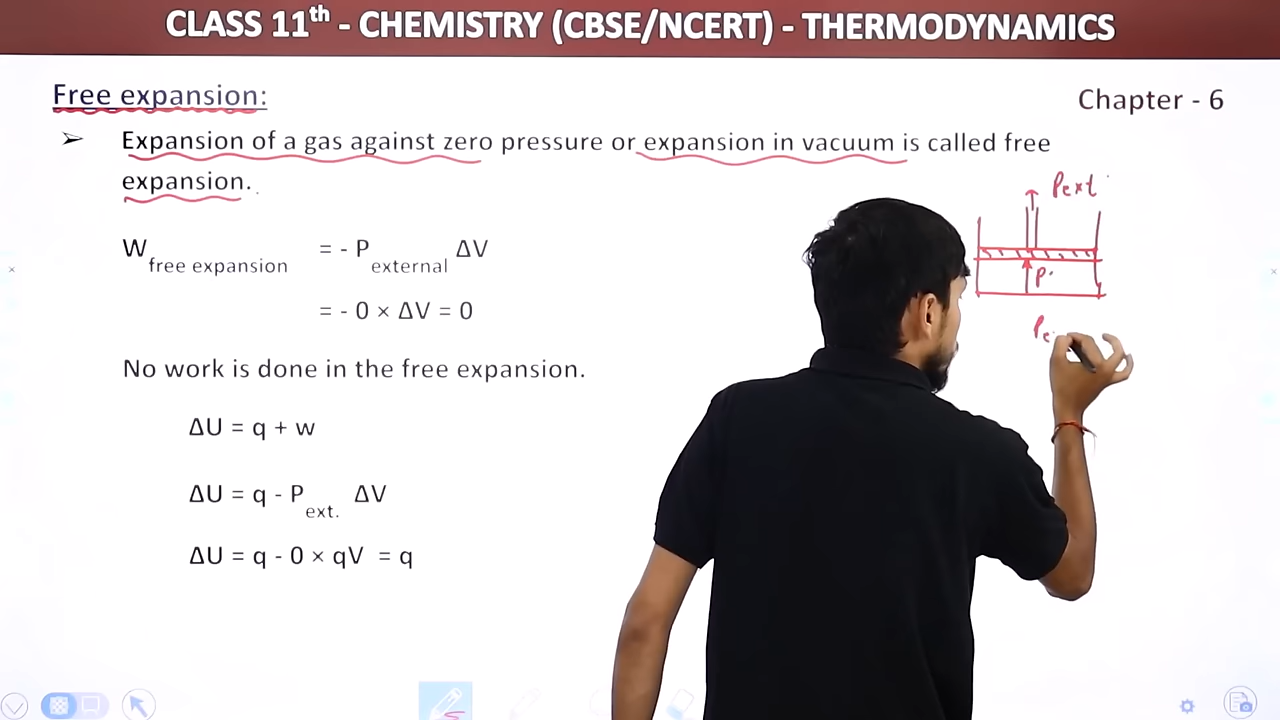 CLASS 11th - CHEMISTRY (CBSE/NCERT) - THERMODYNAMICS
Free expansion:
Chapter - 6
➢ Expansion of a gas against zero pressure or expansion in vacuum is called free
expansion.
Pext
W free expansion = - P external ΔV
P
= - 0 × ΔV = 0
Pe
No work is done in the free expansion.
ΔU = q + w
ΔU = q - P ext. ΔV
ΔU = q - 0 × qV = q